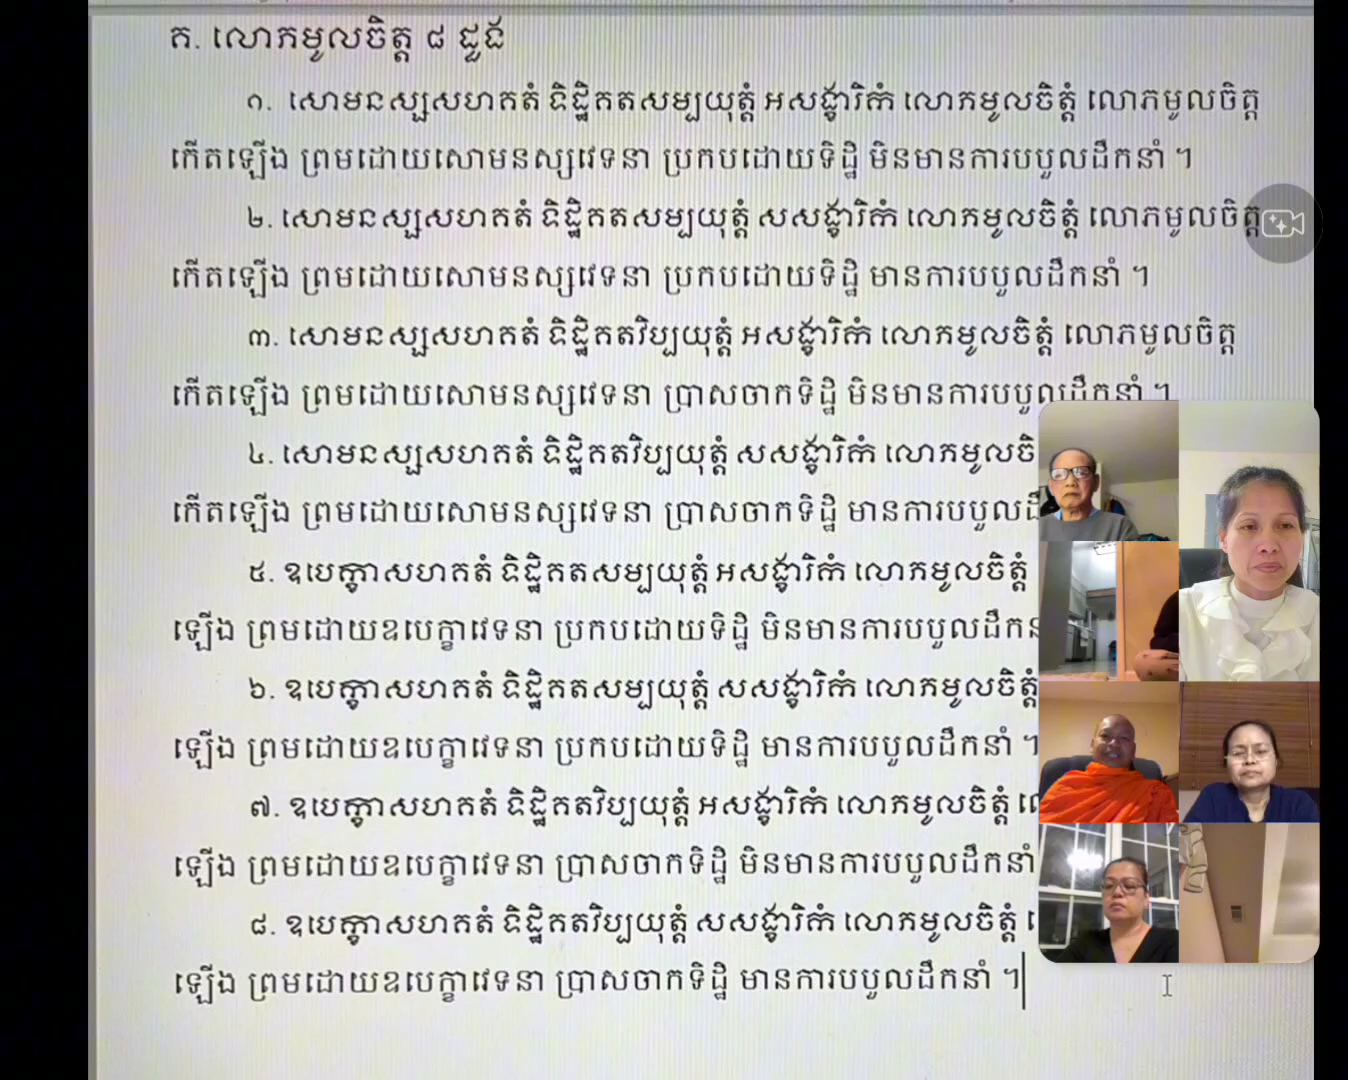 គ. លោភមូលចិត្ត ៨ ដួង
១. សោមនស្សសហគតំ ទិដ្ឋិគតសម្បយុត្តំ អសង្ខារិកំ លោភមូលចិត្តំ លោភមូលចិត្ត
កើតឡើង ព្រមដោយសោមនស្សវេទនា ប្រកបដោយទិដ្ឋិ មិនមានការបបួលដឹកនាំ ។
២. សោមនស្សសហគតំ ទិដ្ឋិគតសម្បយុត្តំ សសង្ខារិកំ លោភមូលចិត្តំ លោភមូលចិត្ត
កើតឡើង ព្រមដោយសោមនស្សវេទនា ប្រកបដោយទិដ្ឋិ មានការបបួលដឹកនាំ ។
៣. សោមនស្សសហគតំ ទិដ្ឋិគតវិប្បយុត្តំ អសង្ខារិកំ លោភមូលចិត្តំ លោភមូលចិត្ត
កើតឡើង ព្រមដោយសោមនស្សវេទនា ប្រាសចាកទិដ្ឋិ មិនមានការបបួលដឹកនាំ ។
៤. សោមនស្សសហគតំ ទិដ្ឋិគតវិប្បយុត្តំ សសង្ខារិកំ លោភមូលចិ
កើតឡើង ព្រមដោយសោមនស្សវេទនា ប្រាសចាកទិដ្ឋិ មានការបបួលដឹ
៥. ឧបេក្ខាសហគតំ ទិដ្ឋិគតសម្បយុត្តំ អសង្ខារិកំ លោភមូលចិត្តំ
ឡើង ព្រមដោយឧបេក្ខាវេទនា ប្រកបដោយទិដ្ឋិ មិនមានការបបួលដឹកន
៦. ឧបេក្ខាសហគតំ ទិដ្ឋិគតសម្បយុត្តំ សសង្ខារិកំ លោភមូលចិត្តំ
ឡើង ព្រមដោយឧបេក្ខាវេទនា ប្រកបដោយទិដ្ឋិ មានការបបួលដឹកនាំ ។
៧. ឧបេក្ខាសហគតំ ទិដ្ឋិគតវិប្បយុត្តំ អសង្ខារិកំ លោភមូលចិត្តំ
ឡើង ព្រមដោយឧបេក្ខាវេទនា ប្រាសចាកទិដ្ឋិ មិនមានការបបួលដឹកនាំ
៨. ឧបេក្ខាសហគតំ ទិដ្ឋិគតវិប្បយុត្តំ សសង្ខារិកំ លោភមូលចិត្តំ
ឡើង ព្រមដោយឧបេក្ខាវេទនា ប្រាសចាកទិដ្ឋិ មានការបបួលដឹកនាំ ។